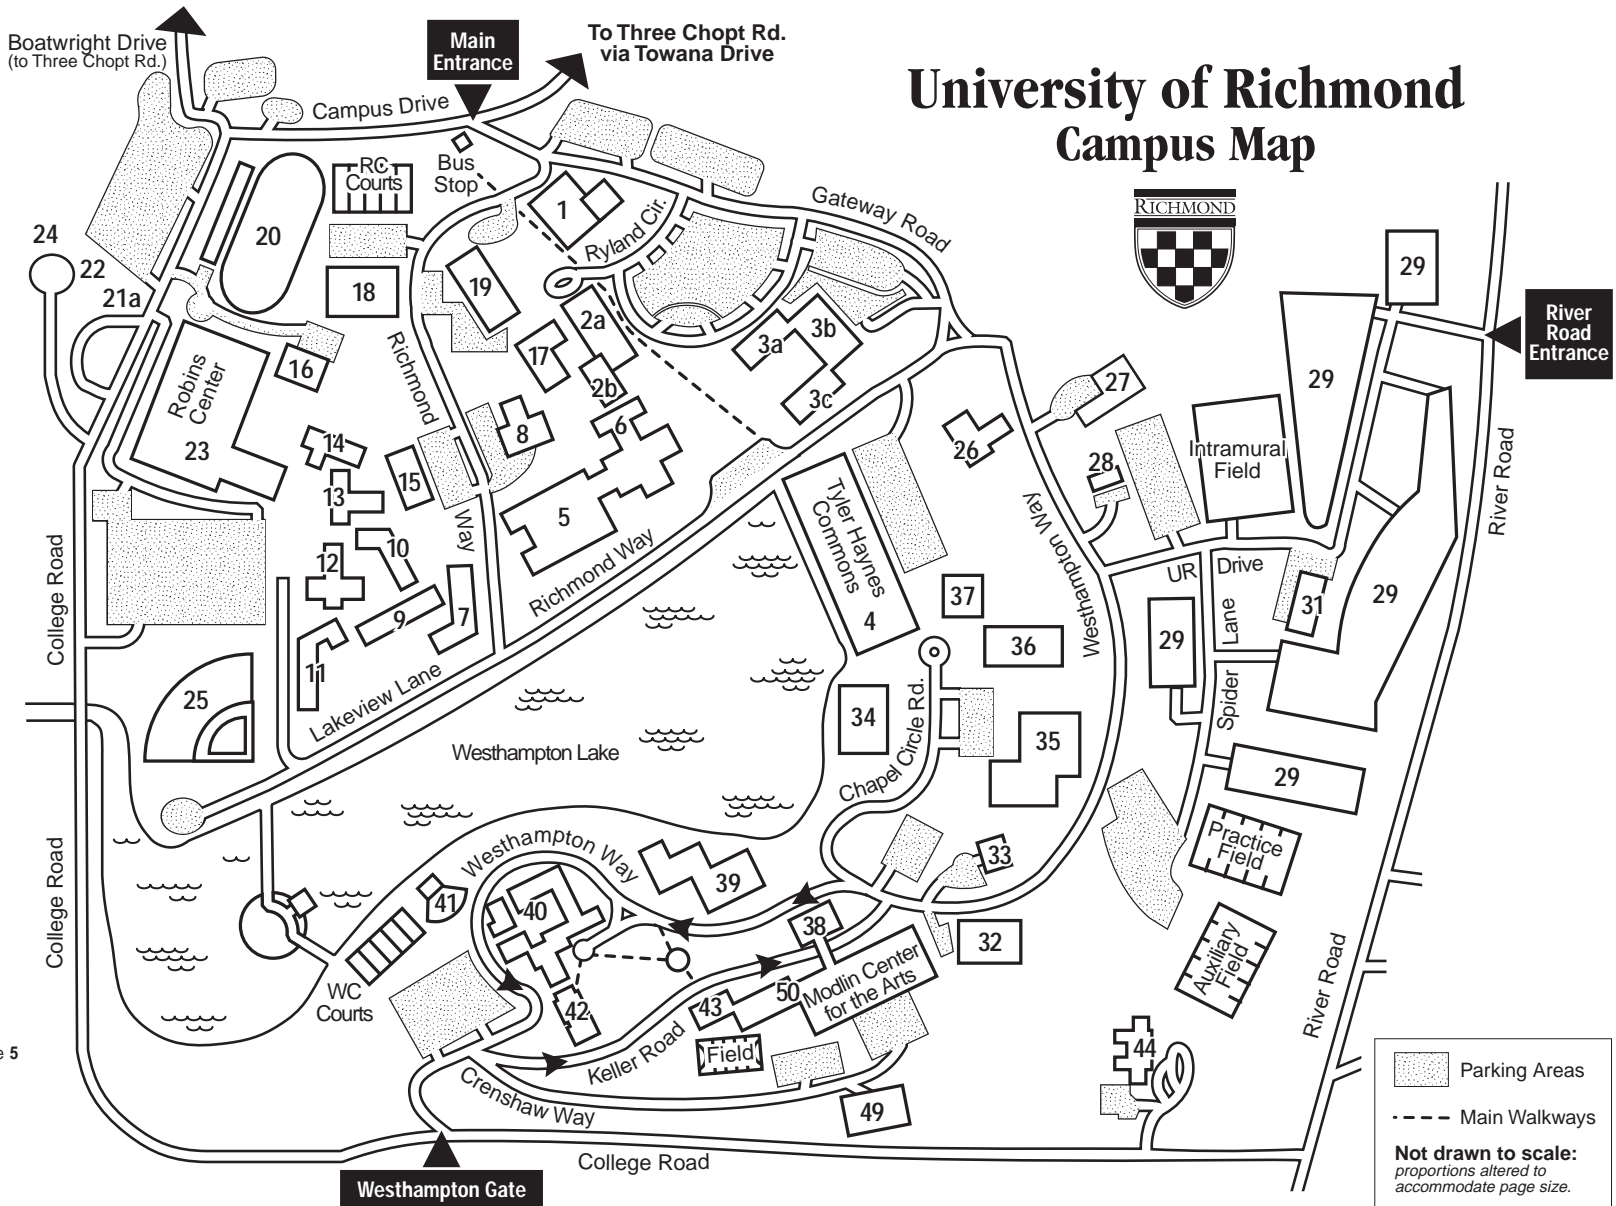 Boatwright Drive
(to Three Chopt Rd.)
Main
Entrance
To Three Chopt Rd.
via Towana Drive
University of Richmond
Campus Map
RICHMOND
Campus Drive
RC
Courts
Bus
Stop
Gateway Road
1
Ryland Cir.
20
24
22
21a
18
19
2a
2b
3a
3b
3c
17
16
Richmond
Way
Robins
Center
23
14
15
13
8
6
5
10
12
9
7
11
Richmond Way
Lakeview Lane
25
College Road
College Road
Westhampton Lake
Tyler Haynes
Commons
4
26
27
28
Intramural
Field
29
29
River
Road
Entrance
River Road
Westhampton Way
UR Drive
Spider Lane
29
31
29
29
37
36
34
35
Chapel Circle Rd.
33
32
Practice
Field
Auxiliary
Field
River Road
Westhampton Way
39
40
41
38
42
43
50
Modlin Center
for the Arts
WC
Courts
Field
Keller Road
Crenshaw Way
49
44
College Road
Westhampton Gate
5
Parking Areas
Main Walkways
Not drawn to scale:
proportions altered to
accommodate page size.